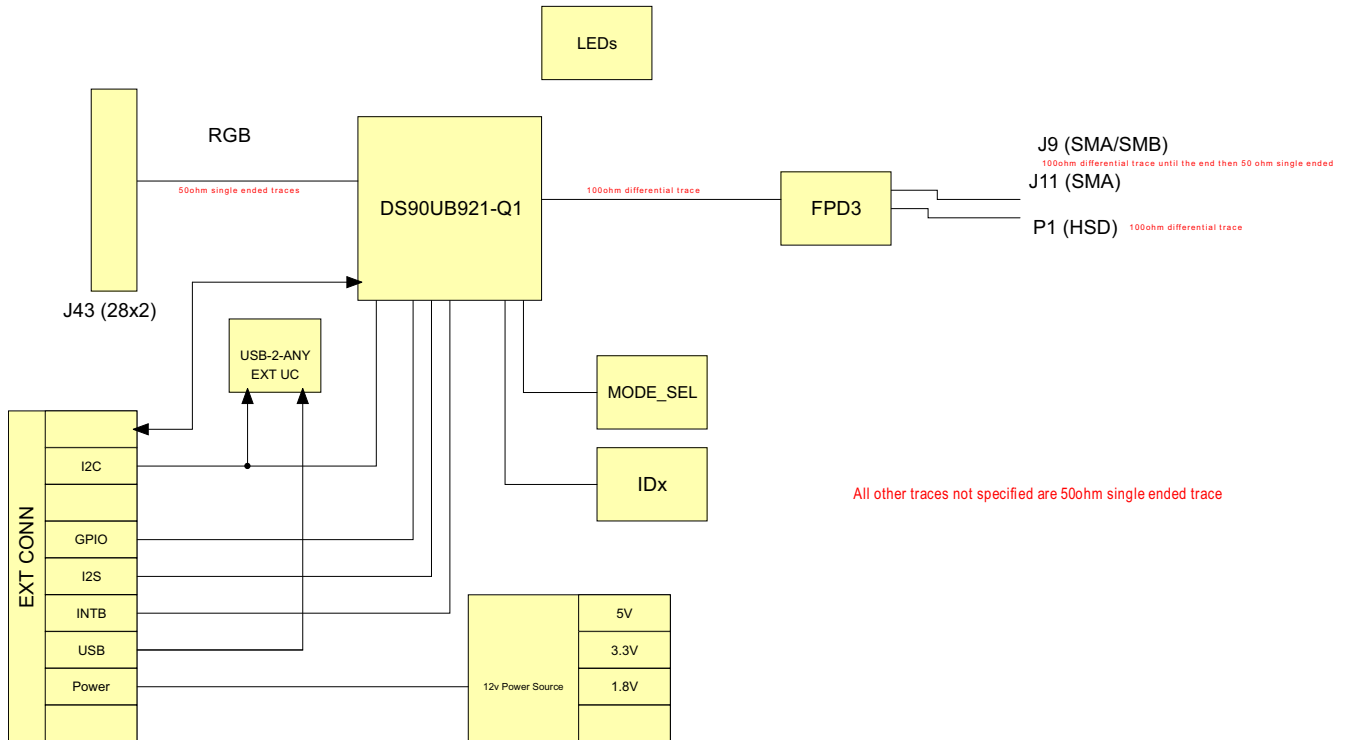 LEDs
RGB
50ohm single ended traces
DS90UB921-Q1
100ohm differential trace
FPD3
J9 (SMA/SMB)
100ohm differential trace until the end then 50 ohm single ended
J11 (SMA)
P1 (HSD)
100ohm differential trace
J43 (28x2)
USB-2-ANY
EXT UC
MODE_SEL
IDx
All other traces not specified are 50ohm single ended trace
EXT CONN
I2C
GPIO
I2S
INTB
USB
Power
12v Power Source
5V
3.3V
1.8V